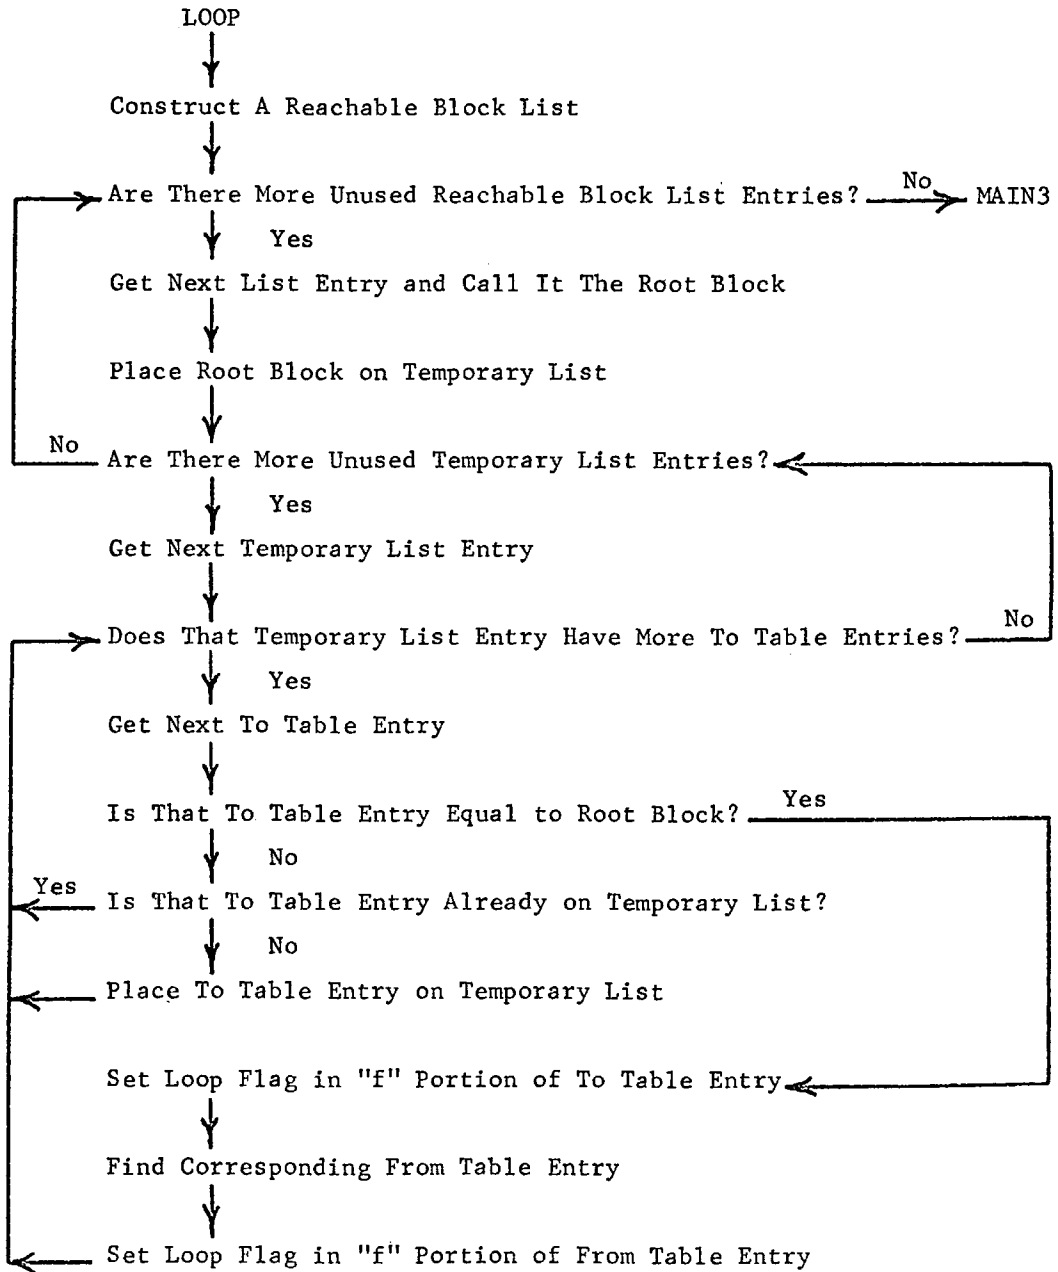 LOOP
Construct A Reachable Block List
Are There More Unused Reachable Block List Entries? No MAIN3
Yes
Get Next List Entry and Call It The Root Block
Place Root Block on Temporary List
No Are There More Unused Temporary List Entries?
Yes
Get Next Temporary List Entry
Does That Temporary List Entry Have More To Table Entries? No
Yes
Get Next To Table Entry
Is That To Table Entry Equal to Root Block? Yes
No
Yes Is That To Table Entry Already on Temporary List?
No
Place To Table Entry on Temporary List
Set Loop Flag in "f" Portion of To Table Entry
Find Corresponding From Table Entry
Set Loop Flag in "f" Portion of From Table Entry